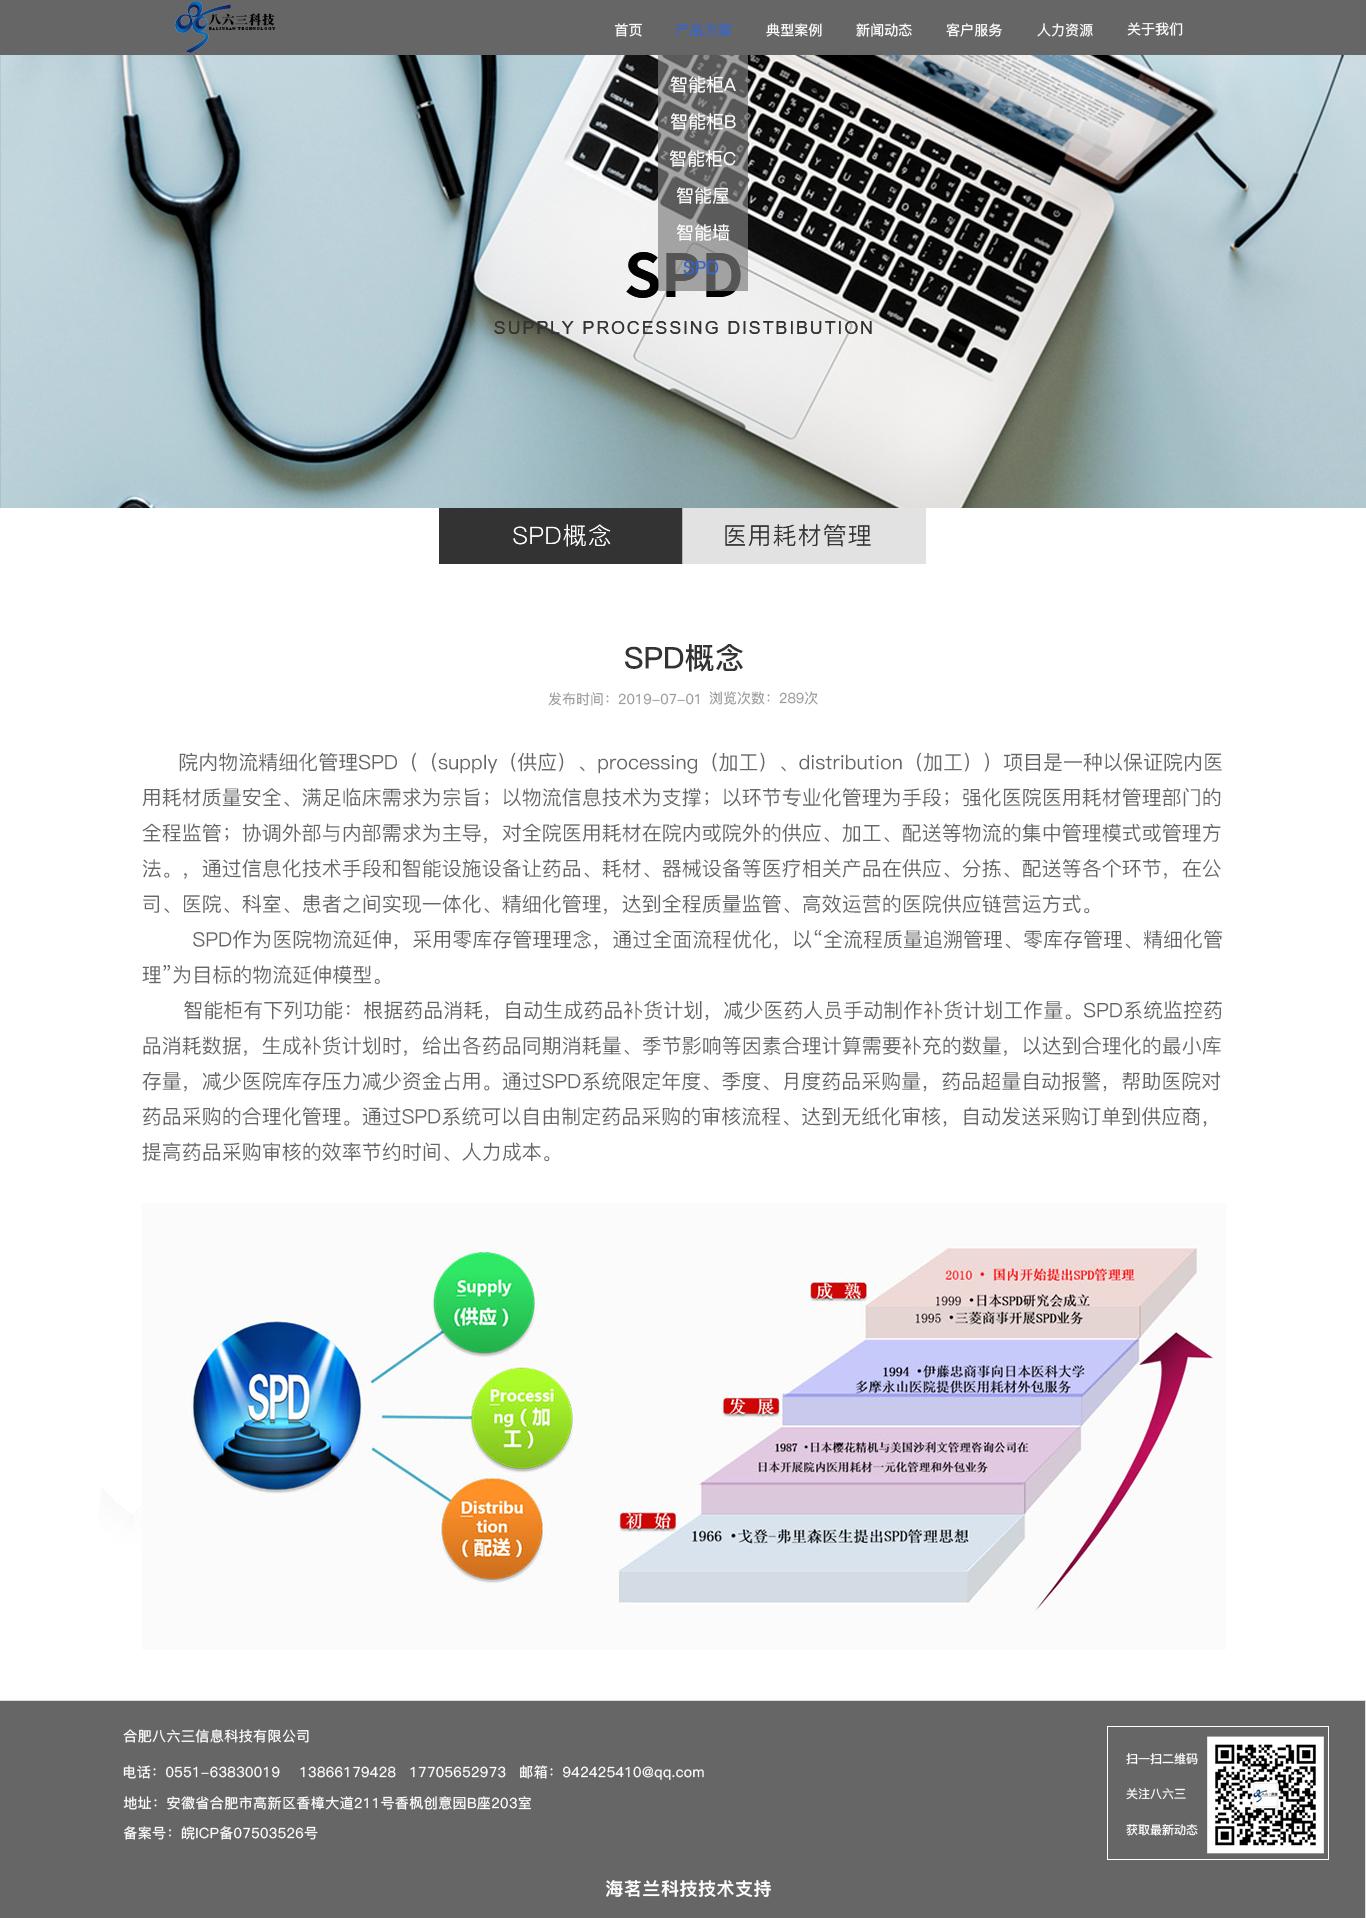 八六三科技
BALIUSAN TECHNOLOGY
首页 产品方案 典型案例 新闻动态 客户服务 人力资源 关于我们
智能柜A
智能柜B
智能柜C
智能屋
智能墙
SPD
SPD
SUPPLY PROCESSING DISTBIBUTION
SPD概念 医用耗材管理
SPD概念
发布时间：2019-07-01 浏览次数：289次
院内物流精细化管理SPD（（supply（供应）、processing（加工）、distribution（加工））项目是一种以保证院内医
用耗材质量安全、满足临床需求为宗旨；以物流信息技术为支撑；以环节专业化管理为手段；强化医院医用耗材管理部门的
全程监管；协调外部与内部需求为主导，对全院医用耗材在院内或院外的供应、加工、配送等物流的集中管理模式或管理方
法。，通过信息化技术手段和智能设施设备让药品、耗材、器械设备等医疗相关产品在供应、分拣、配送等各个环节，在公
司、医院、科室、患者之间实现一体化、精细化管理，达到全程质量监管、高效运营的医院供应链营运方式。
SPD作为医院物流延伸，采用零库存管理理念，通过全面流程优化，以“全流程质量追溯管理、零库存管理、精细化管
理”为目标的物流延伸模型。
智能柜有下列功能：根据药品消耗，自动生成药品补货计划，减少医药人员手动制作补货计划工作量。SPD系统监控药
品消耗数据，生成补货计划时，给出各药品同期消耗量、季节影响等因素合理计算需要补充的数量，以达到合理化的最小库
存量，减少医院库存压力减少资金占用。通过SPD系统限定年度、季度、月度药品采购量，药品超量自动报警，帮助医院对
药品采购的合理化管理。通过SPD系统可以自由制定药品采购的审核流程、达到无纸化审核，自动发送采购订单到供应商，
提高药品采购审核的效率节约时间、人力成本。
SPD
Supply
(供应）
Processi
ng（加
工）
Distribu
tion
（配送）
成 熟
2010 • 国内开始提出SPD管理理
1999 •日本SPD研究会成立
1995 •三菱商事开展SPD业务
1994 •伊藤忠商事向日本医科大学
多摩永山医院提供医用耗材外包服务
发 展
1987 •日本樱花精机与美国沙利文管理咨询公司在
日本开展院内医用耗材一元化管理和外包业务
初 始
1966 •戈登-弗里森医生提出SPD管理思想
合肥八六三信息科技有限公司
电话：0551-63830019 13866179428 17705652973 邮箱：942425410@qq.com
地址：安徽省合肥市高新区香樟大道211号香枫创意园B座203室
备案号：皖ICP备07503526号
扫一扫二维码
关注八六三
获取最新动态
海茗兰科技技术支持